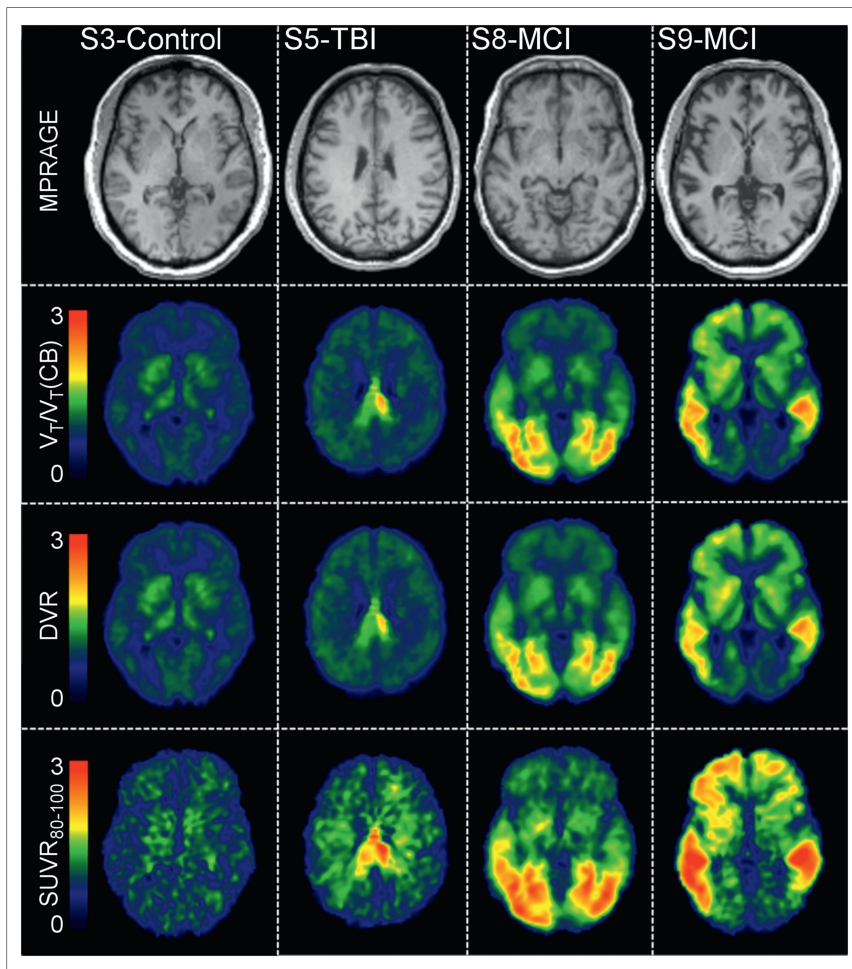 S3-Control S5-TBI S8-MCI S9-MCI
MPRAGE
3
V_T/V_T(CB)
0
3
DVR
0
3
SUVR_80-100
0